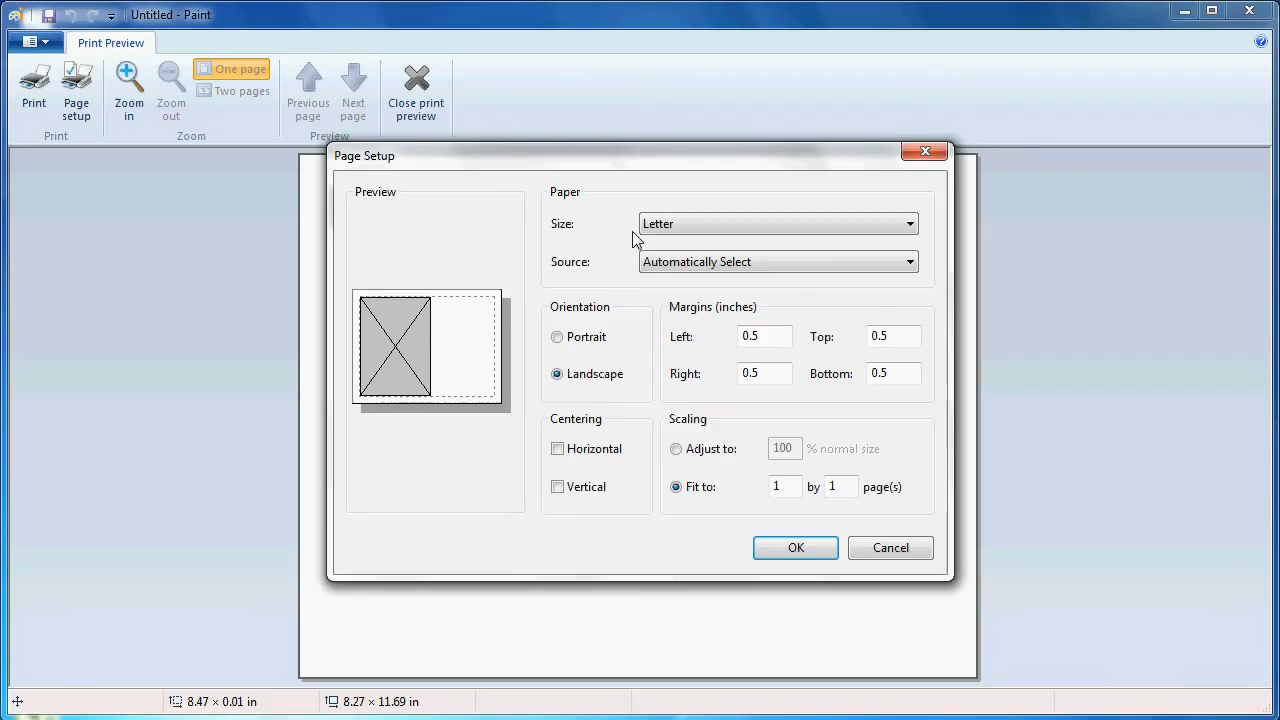 Untitled - Paint
Print Preview
Print
Page setup
Zoom in
Zoom out
One page
Two pages
Previous page
Next page
Close print preview
Print
Zoom
Preview
Page Setup
Preview
Paper
Size:
Letter
Source:
Automatically Select
Orientation
Portrait
Landscape
Margins (inches)
Left: 0.5 Top: 0.5
Right: 0.5 Bottom: 0.5
Centering
Horizontal
Vertical
Scaling
Adjust to: 100 % normal size
Fit to: 1 by 1 page(s)
OK
Cancel
8.47 × 0.01 in
8.27 × 11.69 in